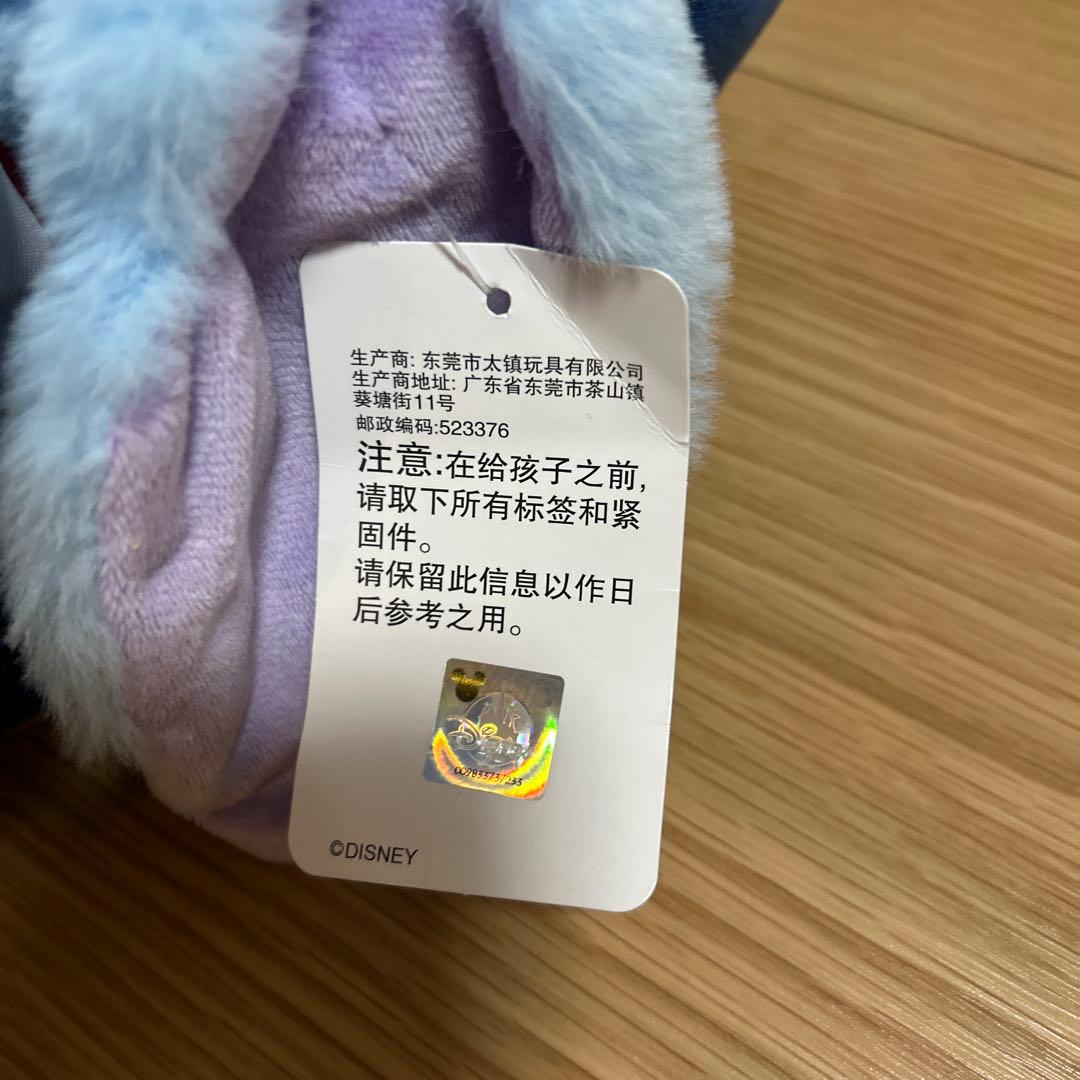 生产商: 东莞市太镇玩具有限公司
生产商地址: 广东省东莞市茶山镇
葵塘街11号
邮政编码:523376
注意:在给孩子之前,
请取下所有标签和紧
固件。
请保留此信息以作日
后参考之用。
©DISNEY